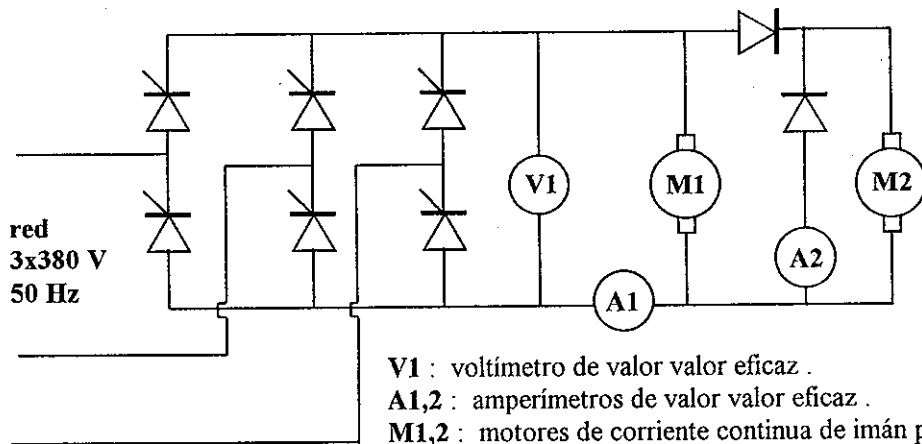 V1
M1
M2
A2
A1
red
3x380 V
50 Hz
V1 : voltímetro de valor valor eficaz .
A1,2 : amperímetros de valor valor eficaz .
M1,2 : motores de corriente continua de imán p